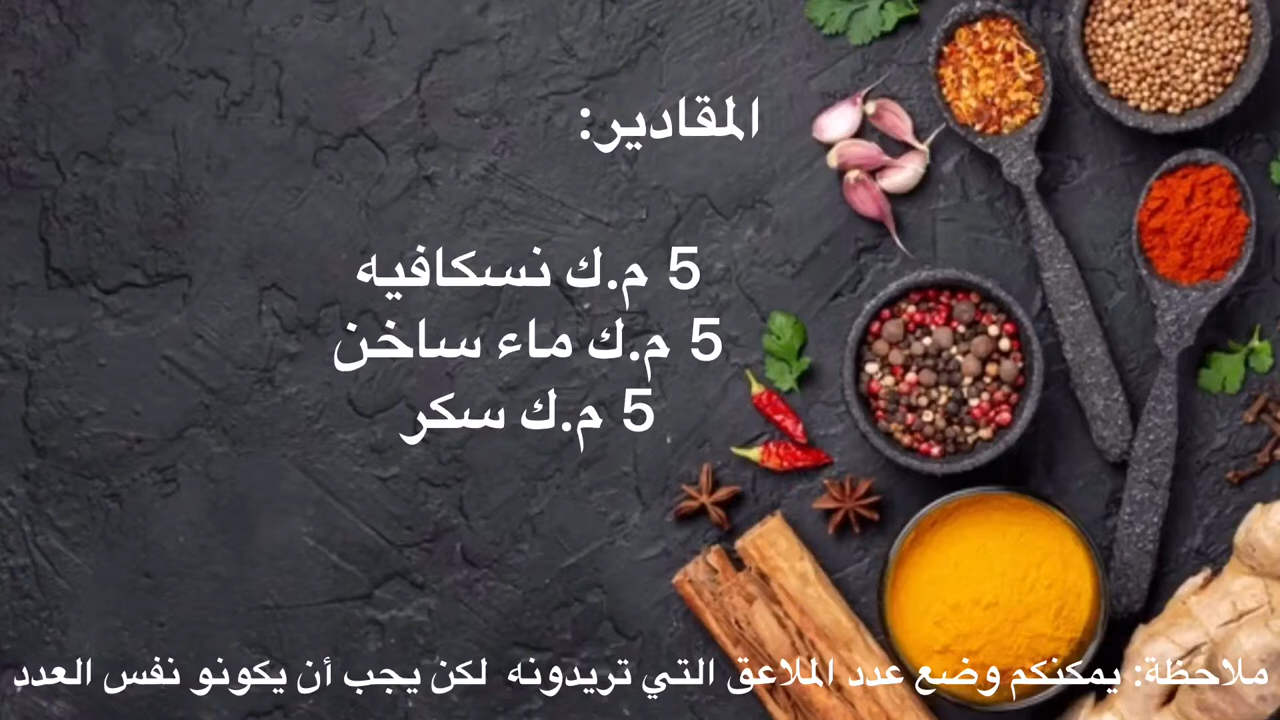 المقادير:
5 م.ك نسكافيه
5 م.ك ماء ساخن
5 م.ك سكر
ملاحظة: يمكنكم وضع عدد الملاعق التي تريدونه لكن يجب أن يكونو نفس العدد